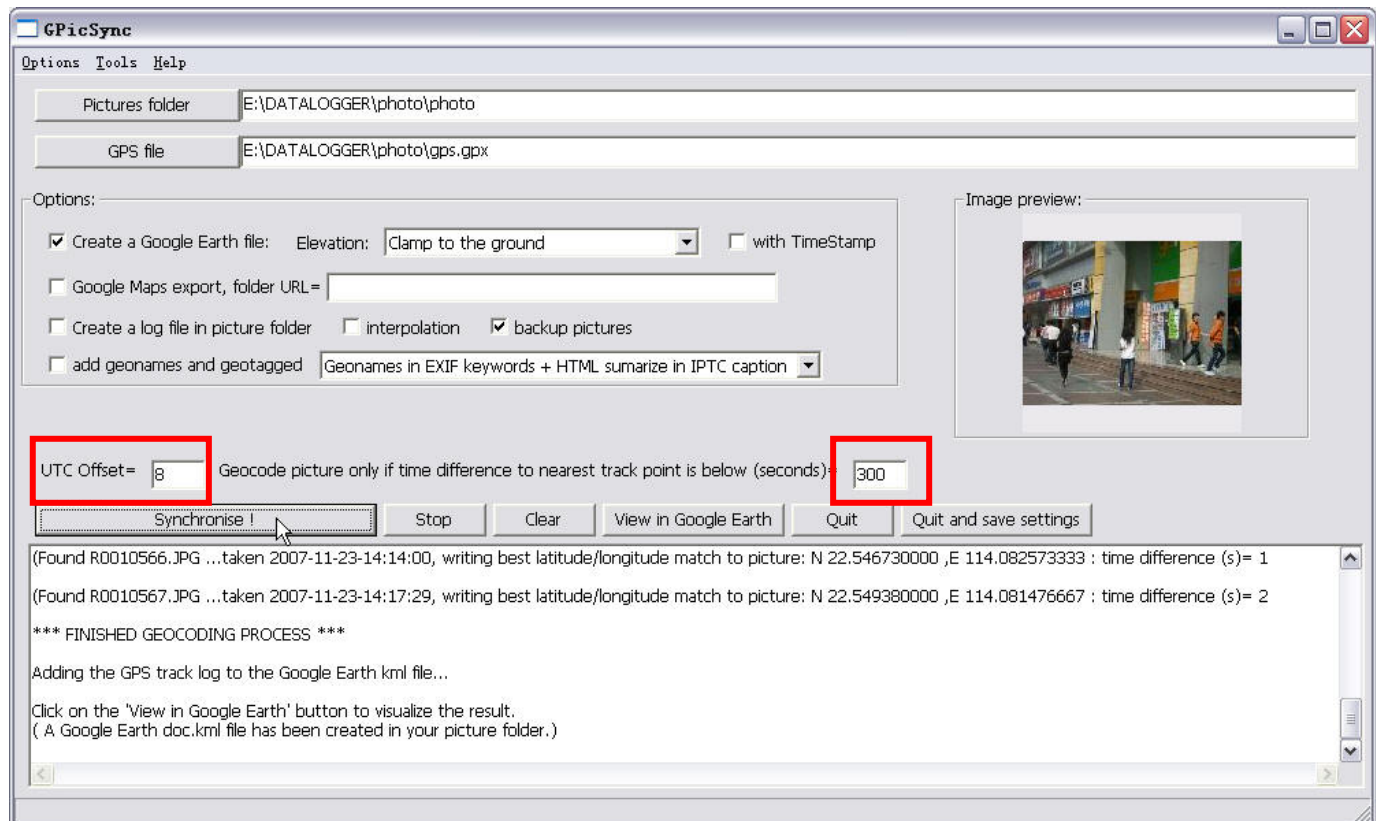 GPicSync
Options Tools Help
Pictures folder E:\DATALOGGER\photo\photo
GPS file E:\DATALOGGER\photo\gps.gpx
Options:
Image preview:
Create a Google Earth file: Elevation: Clamp to the ground with TimeStamp
Google Maps export, folder URL=
Create a log file in picture folder interpolation backup pictures
add geonames and geotagged Geonames in EXIF keywords + HTML sumarize in IPTC caption
UTC Offset= 8 Geocode picture only if time difference to nearest track point is below (seconds)= 300
Synchronise ! Stop Clear View in Google Earth Quit Quit and save settings
(Found R0010566.JPG ...taken 2007-11-23-14:14:00, writing best latitude/longitude match to picture: N 22.546730000 ,E 114.082573333 : time difference (s)= 1
(Found R0010567.JPG ...taken 2007-11-23-14:17:29, writing best latitude/longitude match to picture: N 22.549380000 ,E 114.081476667 : time difference (s)= 2
*** FINISHED GEOCODING PROCESS ***
Adding the GPS track log to the Google Earth kml file...
Click on the 'View in Google Earth' button to visualize the result.
( A Google Earth doc.kml file has been created in your picture folder.)